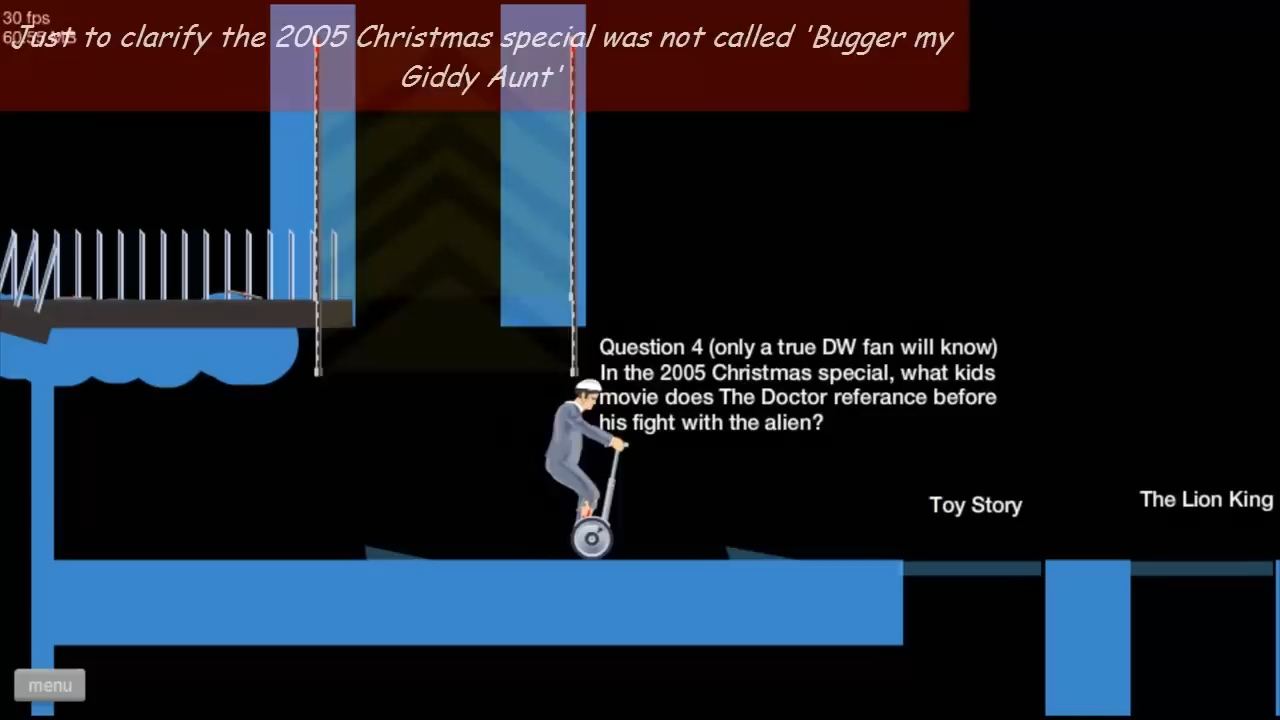 30 fps
Just to clarify the 2005 Christmas special was not called 'Bugger my
Giddy Aunt'
Question 4 (only a true DW fan will know)
In the 2005 Christmas special, what kids
movie does The Doctor referance before
his fight with the alien?
Toy Story
The Lion King
menu